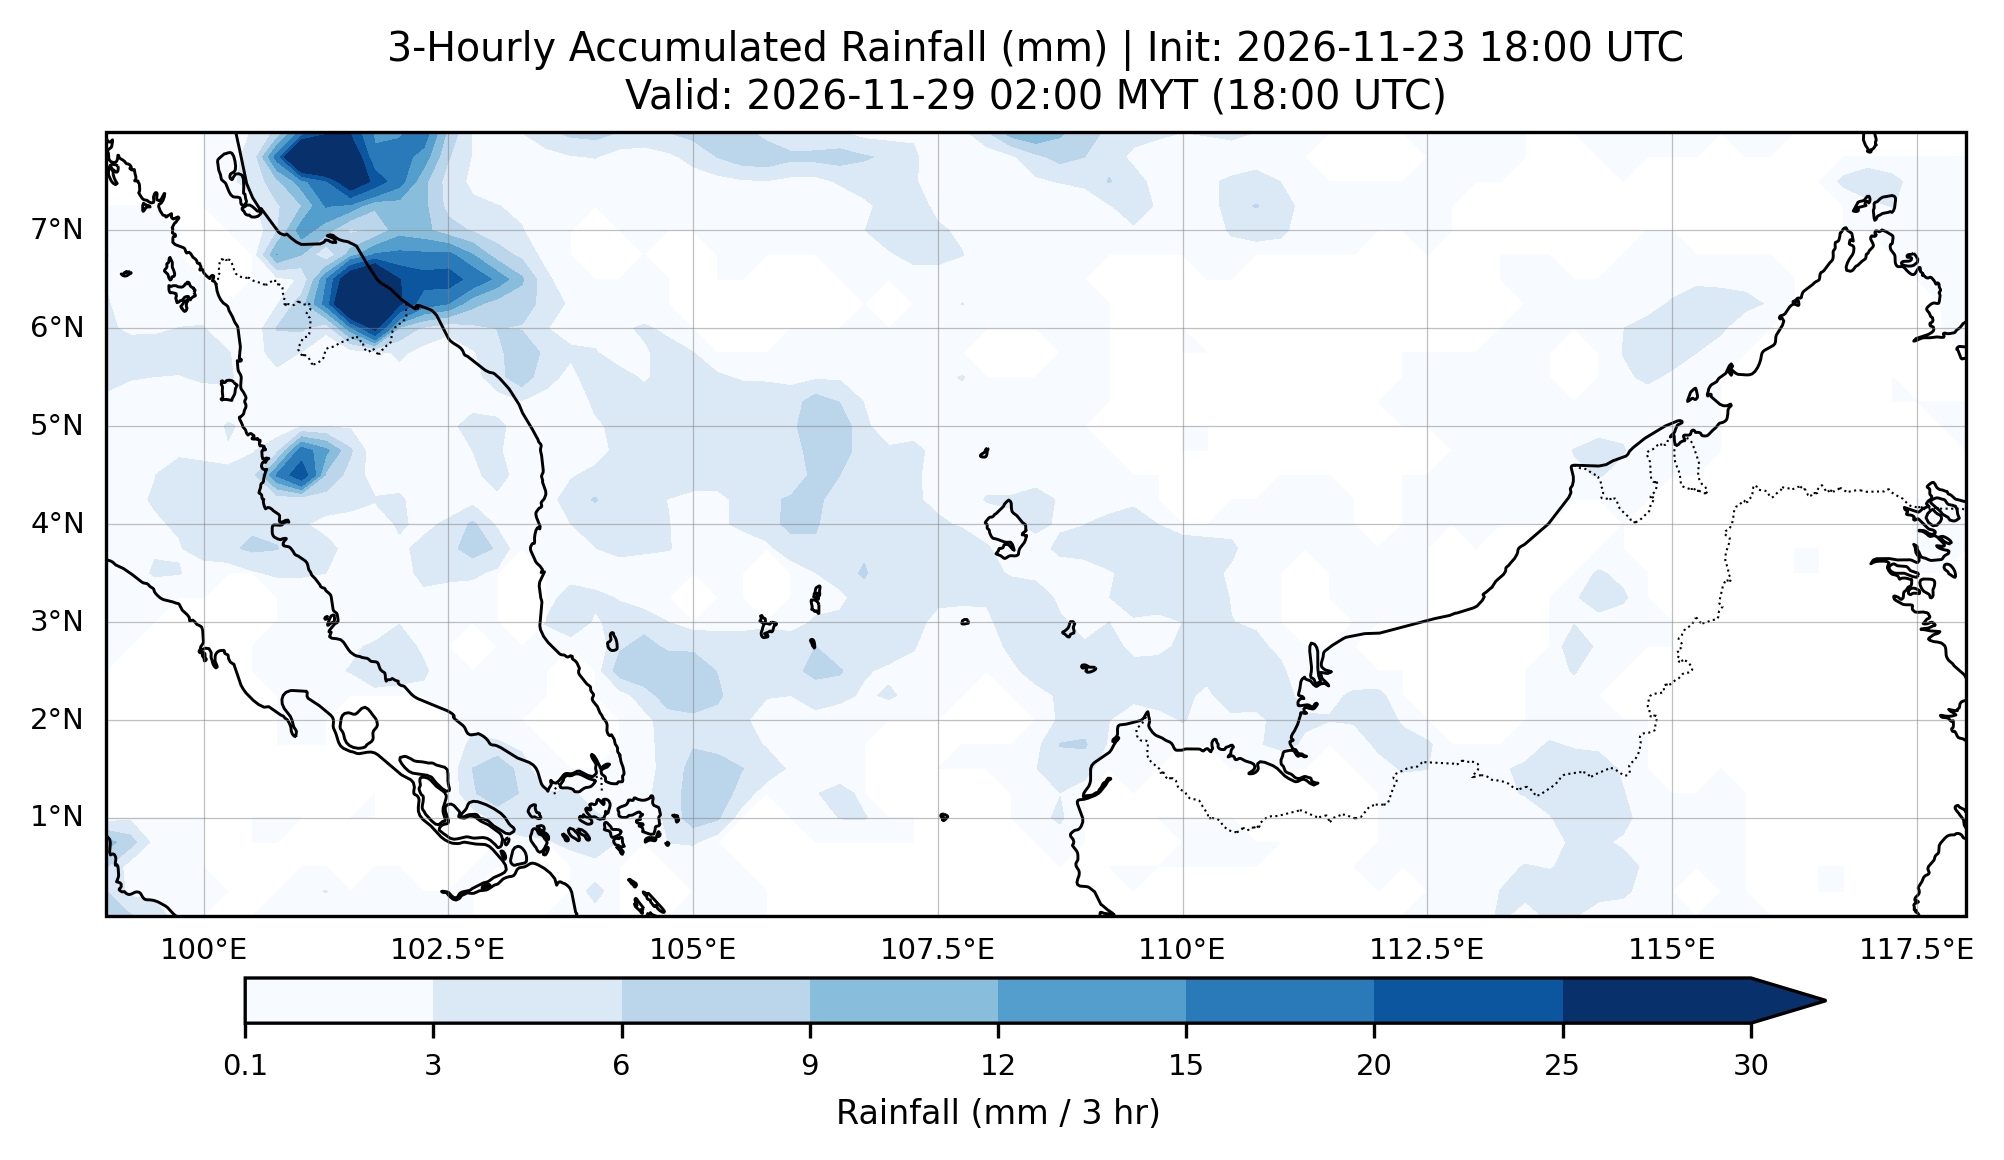 3-Hourly Accumulated Rainfall (mm) | Init: 2026-11-23 18:00 UTC
Valid: 2026-11-29 02:00 MYT (18:00 UTC)
7°N
6°N
5°N
4°N
3°N
2°N
1°N
100°E 102.5°E 105°E 107.5°E 110°E 112.5°E 115°E 117.5°E
0.1 3 6 9 12 15 20 25 30
Rainfall (mm / 3 hr)